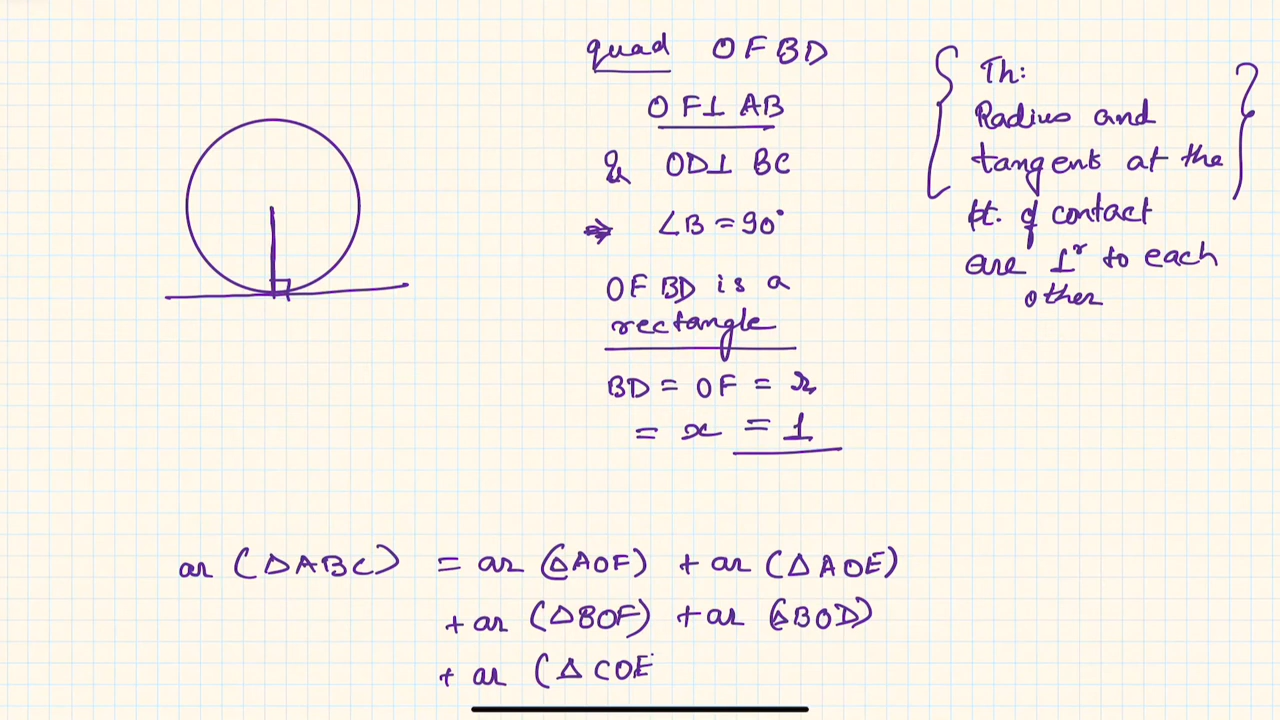 quad OFBD
OF⊥ AB
& OD⊥ BC
⇒ ∠B = 90°
OFBD is a
rectangle
BD = OF = r
= x = 1
Th:
Radius and
tangents at the
pt. of contact
are ⊥r to each
other
ar (△ABC) = ar (△AOF) + ar (△AOE)
+ ar (△BOF) + ar (△BOD)
+ ar (△COE